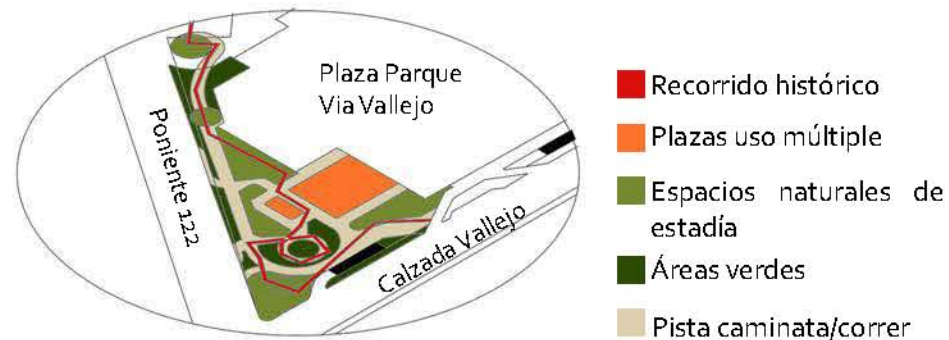 Plaza Parque
Via Vallejo
Poniente 122
Calzada Vallejo
Recorrido histórico
Plazas uso múltiple
Espacios naturales de
estadía
Áreas verdes
Pista caminata/correr